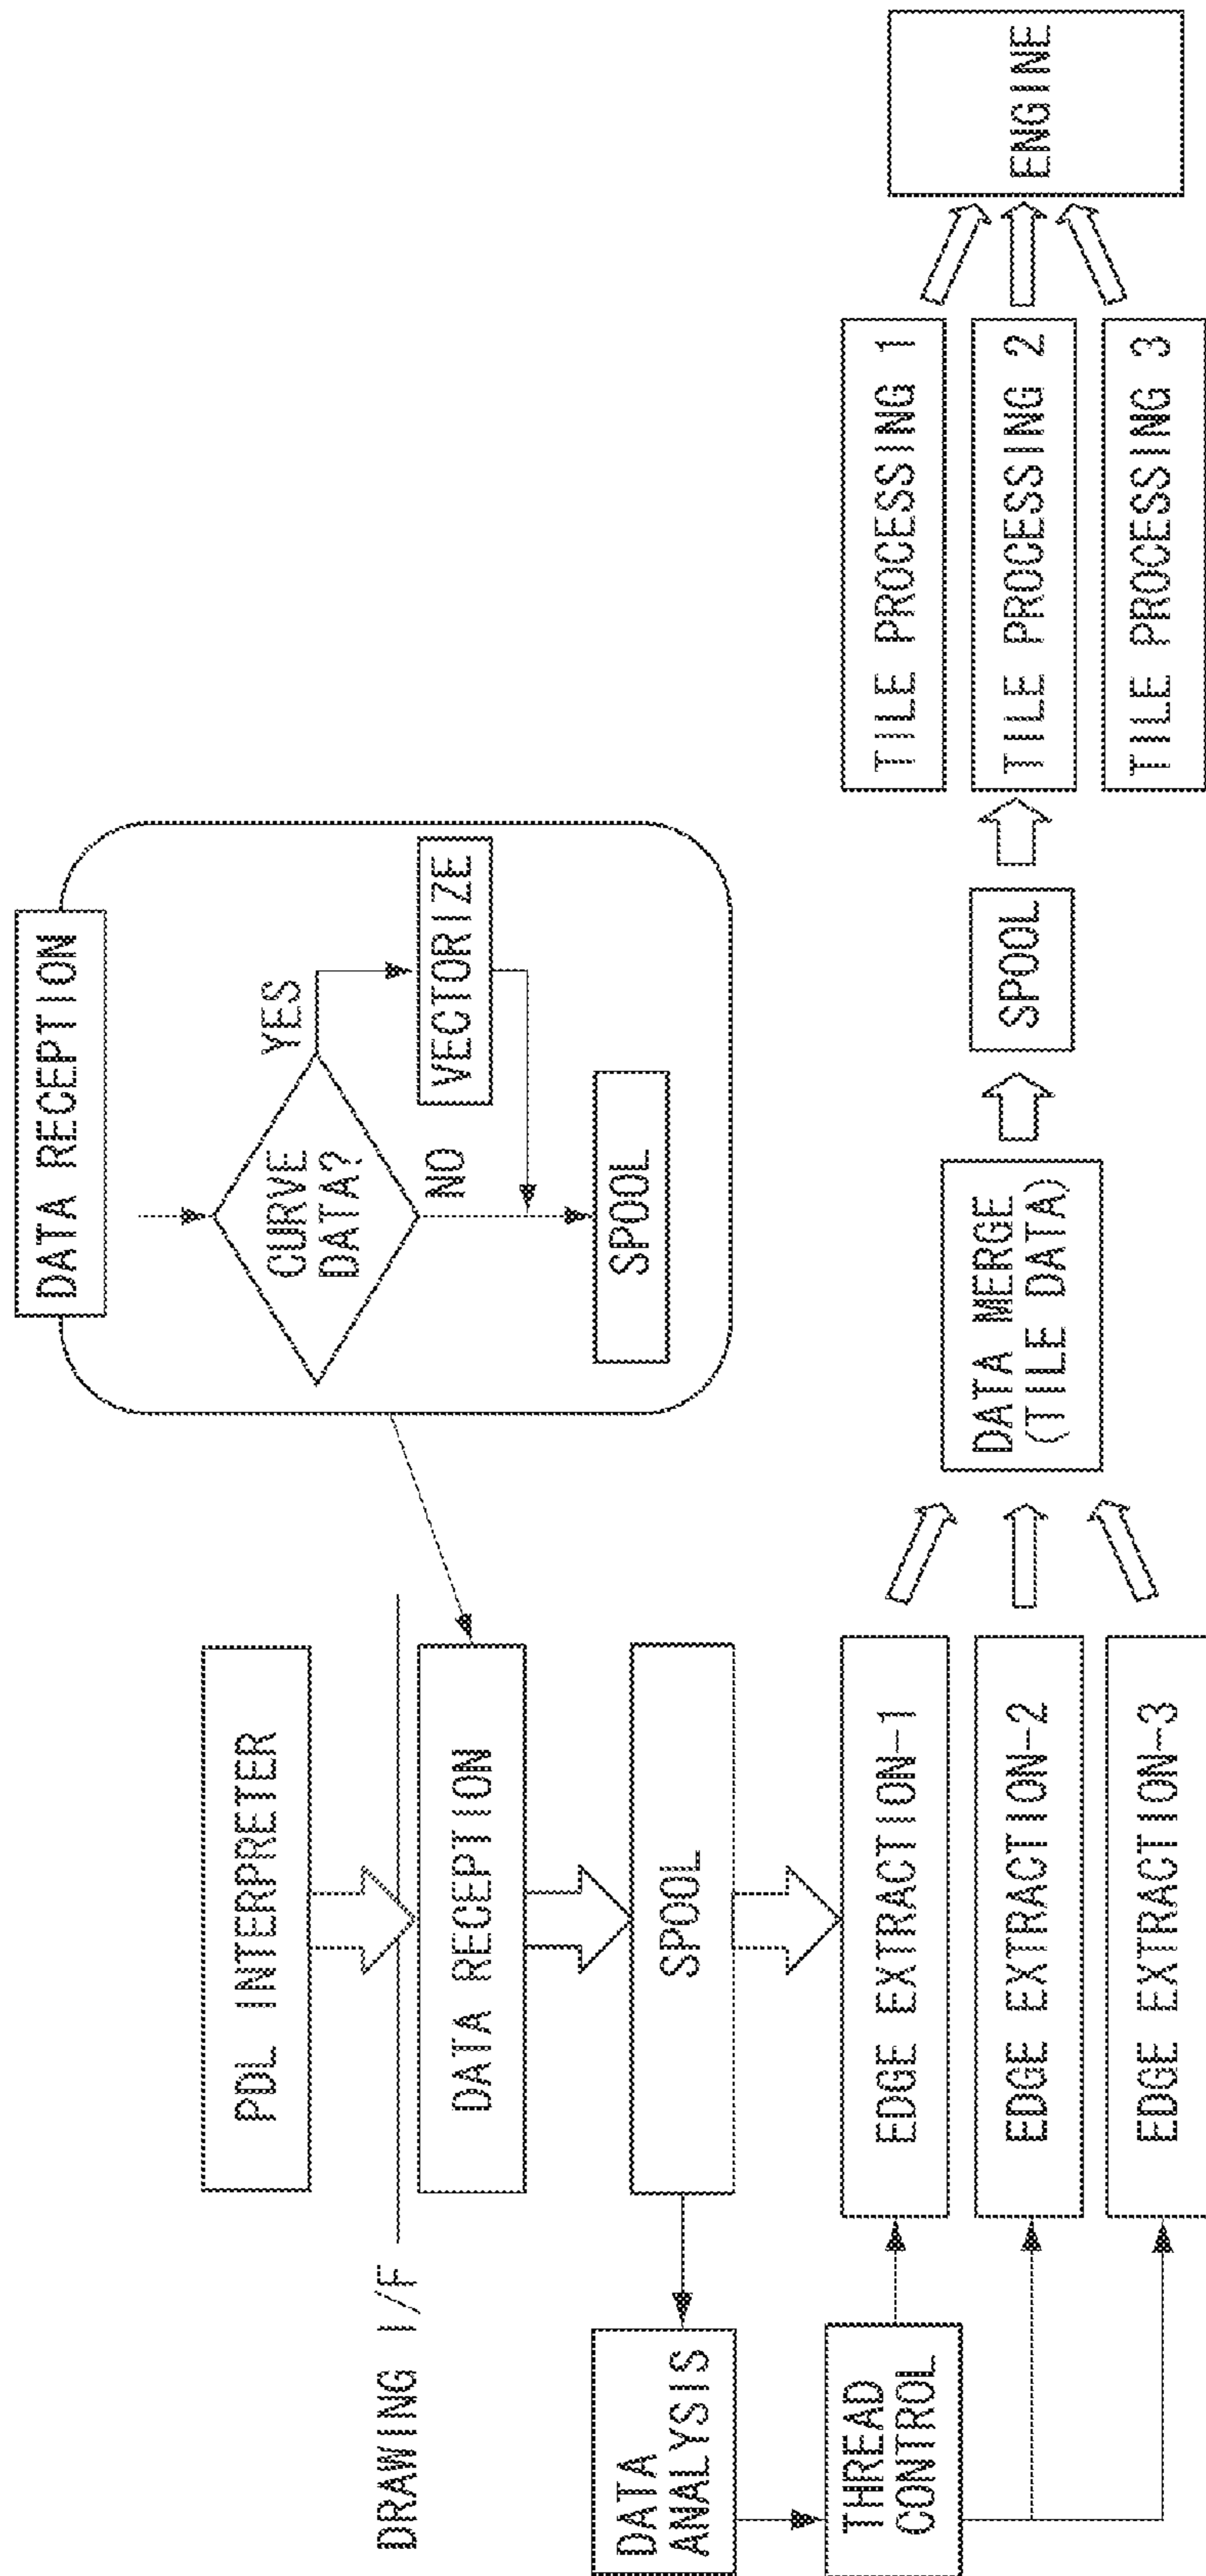 DATA RECEPTION
CURVE
DATA?
YES
NO
VECTORIZE
SPOOL
PDL INTERPRETER
DRAWING I/F
DATA RECEPTION
SPOOL
DATA
ANALYSIS
THREAD
CONTROL
EDGE EXTRACTION-1
EDGE EXTRACTION-2
EDGE EXTRACTION-3
DATA MERGE
(TILE DATA)
SPOOL
TILE PROCESSING 1
TILE PROCESSING 2
TILE PROCESSING 3
ENGINE